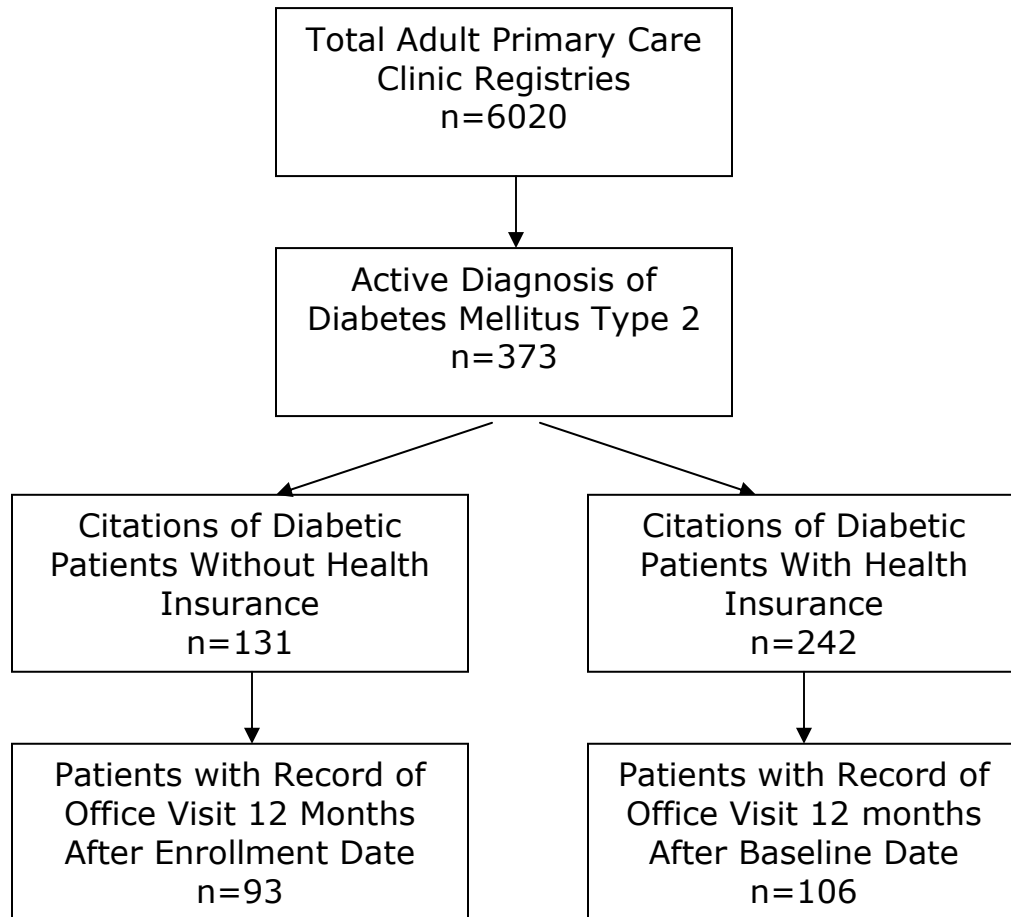 Total Adult Primary Care
Clinic Registries
n=6020
Active Diagnosis of
Diabetes Mellitus Type 2
n=373
Citations of Diabetic
Patients Without Health
Insurance
n=131
Citations of Diabetic
Patients With Health
Insurance
n=242
Patients with Record of
Office Visit 12 Months
After Enrollment Date
n=93
Patients with Record of
Office Visit 12 months
After Baseline Date
n=106